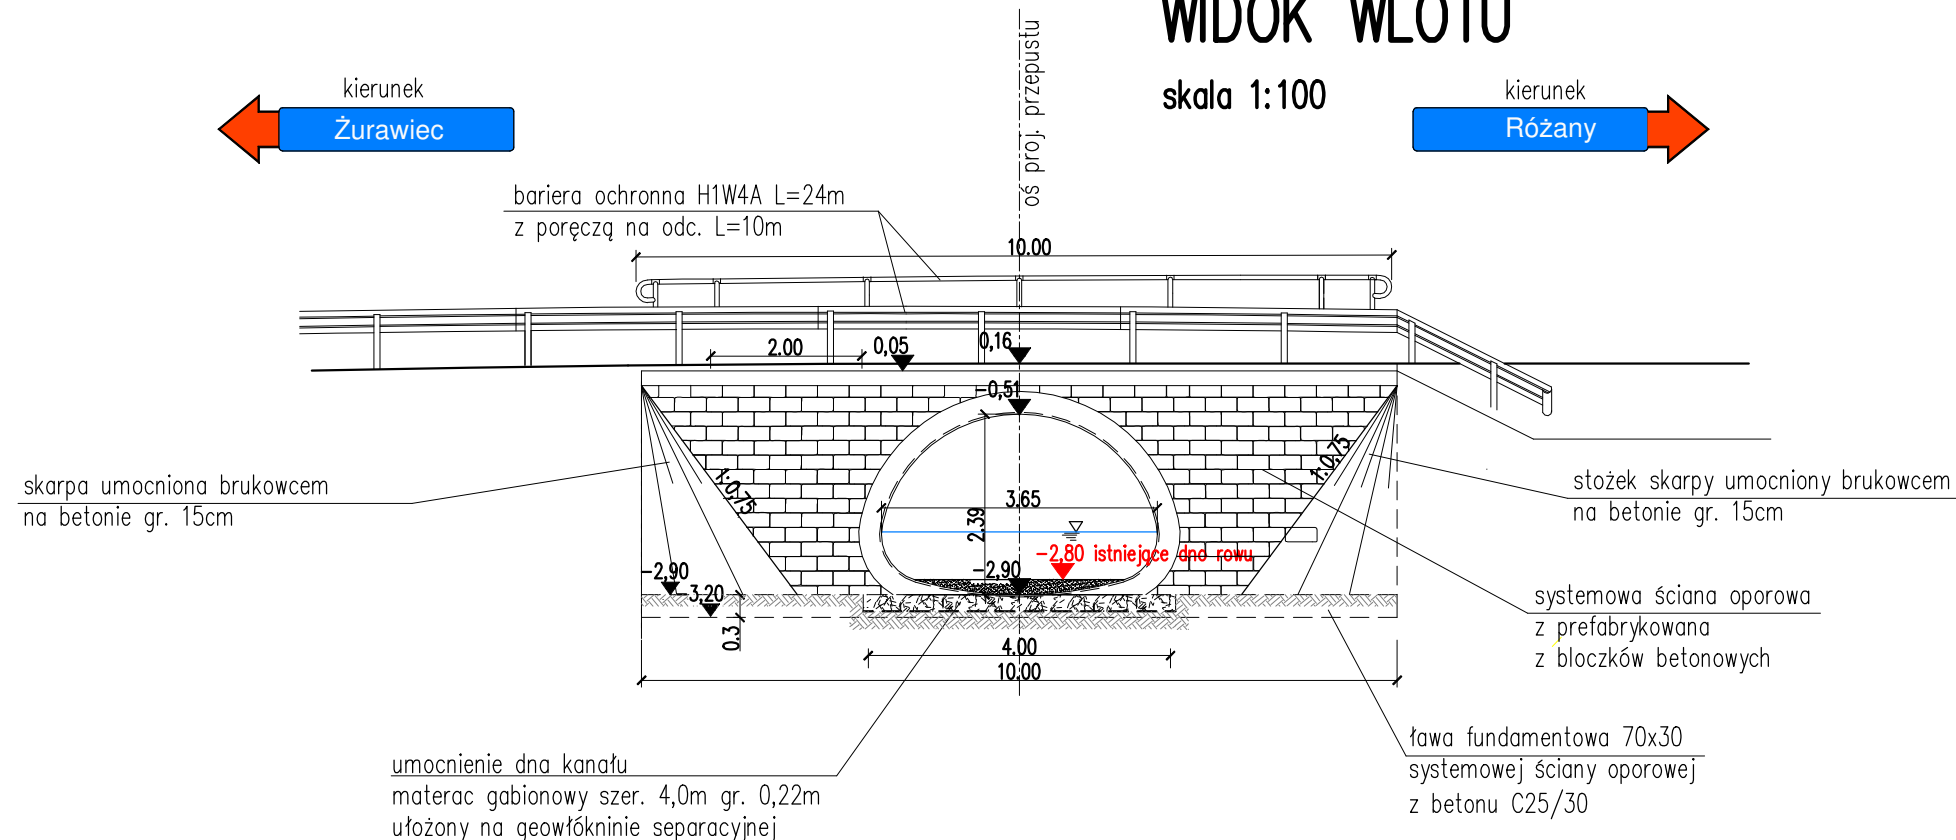 WIDOK WLOTU
skala 1:100
kierunek
Żurawiec
kierunek
Różany
oś proj. przepustu
bariera ochronna H1W4A L=24m
z poręczą na odc. L=10m
10.00
2.00
0,05
0,16
-0,51
1:0,75
1:0,75
skarpa umocniona brukowcem
na betonie gr. 15cm
stożek skarpy umocniony brukowcem
na betonie gr. 15cm
3.65
2.39
-2,80 istniejące dno rowu
-2,90
-2,90
-3,20
0.3
systemowa ściana oporowa
z prefabrykowana
z bloczków betonowych
4.00
10.00
ława fundamentowa 70x30
systemowej ściany oporowej
z betonu C25/30
umocnienie dna kanału
materac gabionowy szer. 4,0m gr. 0,22m
ułożony na geowłókninie separacyjnej